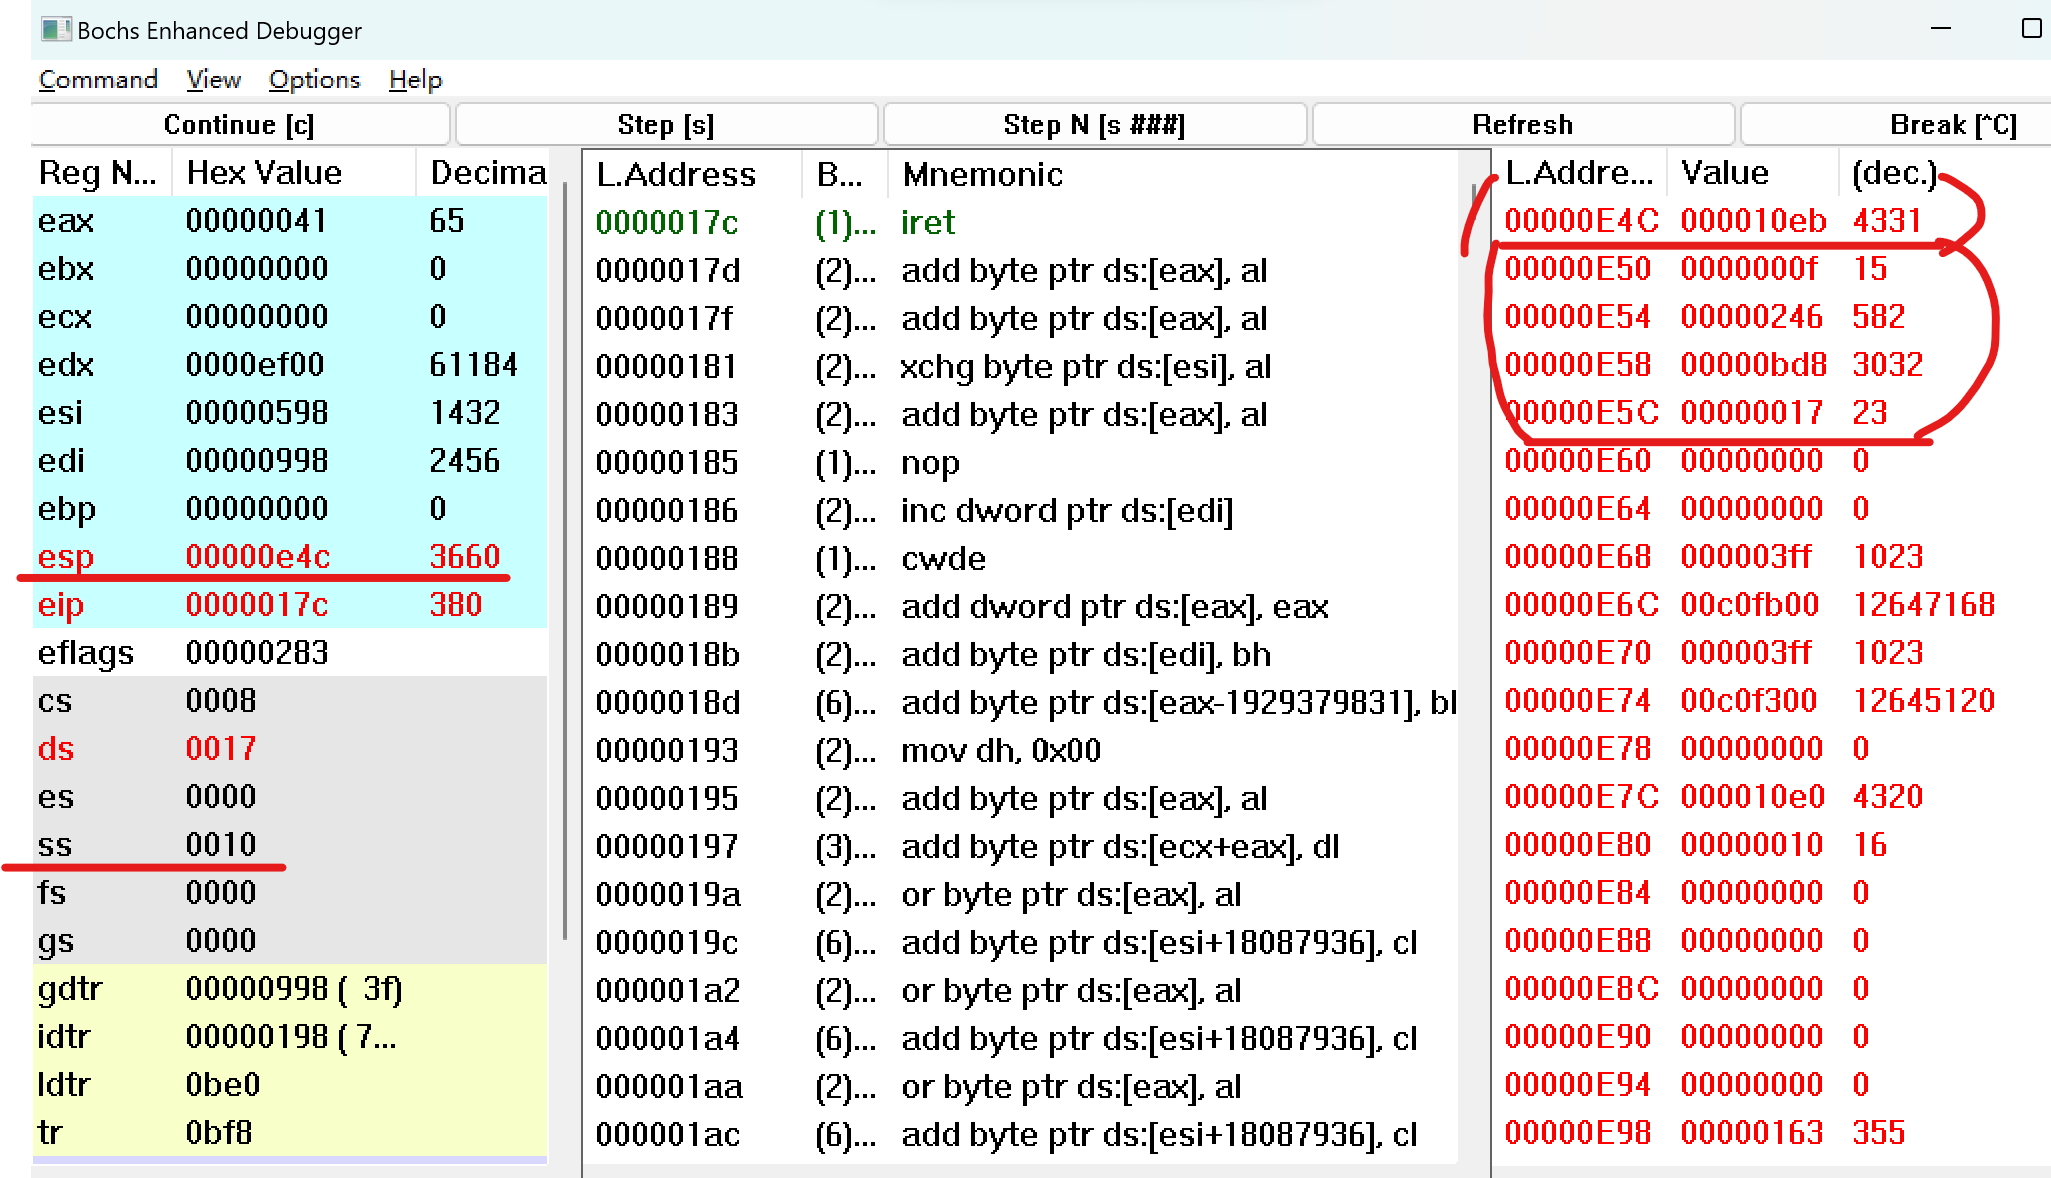 Bochs Enhanced Debugger
Command View Options Help
Continue [c] Step [s] Step N [s ###] Refresh Break [^C]
Reg N... Hex Value Decima
eax 00000041 65
ebx 00000000 0
ecx 00000000 0
edx 0000ef00 61184
esi 00000598 1432
edi 00000998 2456
ebp 00000000 0
esp 00000e4c 3660
eip 0000017c 380
eflags 00000283
cs 0008
ds 0017
es 0000
ss 0010
fs 0000
gs 0000
gdtr 00000998 ( 3f)
idtr 00000198 ( 7...
ldtr 0be0
tr 0bf8
L.Address B... Mnemonic
0000017c (1)... iret
0000017d (2)... add byte ptr ds:[eax], al
0000017f (2)... add byte ptr ds:[eax], al
00000181 (2)... xchg byte ptr ds:[esi], al
00000183 (2)... add byte ptr ds:[eax], al
00000185 (1)... nop
00000186 (2)... inc dword ptr ds:[edi]
00000188 (1)... cwde
00000189 (2)... add dword ptr ds:[eax], eax
0000018b (2)... add byte ptr ds:[edi], bh
0000018d (6)... add byte ptr ds:[eax-1929379831], bl
00000193 (2)... mov dh, 0x00
00000195 (2)... add byte ptr ds:[eax], al
00000197 (3)... add byte ptr ds:[ecx+eax], dl
0000019a (2)... or byte ptr ds:[eax], al
0000019c (6)... add byte ptr ds:[esi+18087936], cl
000001a2 (2)... or byte ptr ds:[eax], al
000001a4 (6)... add byte ptr ds:[esi+18087936], cl
000001aa (2)... or byte ptr ds:[eax], al
000001ac (6)... add byte ptr ds:[esi+18087936], cl
L.Addre... Value (dec.)
00000E4C 000010eb 4331
00000E50 0000000f 15
00000E54 00000246 582
00000E58 00000bd8 3032
00000E5C 00000017 23
00000E60 00000000 0
00000E64 00000000 0
00000E68 000003ff 1023
00000E6C 00c0fb00 12647168
00000E70 000003ff 1023
00000E74 00c0f300 12645120
00000E78 00000000 0
00000E7C 000010e0 4320
00000E80 00000010 16
00000E84 00000000 0
00000E88 00000000 0
00000E8C 00000000 0
00000E90 00000000 0
00000E94 00000000 0
00000E98 00000163 355